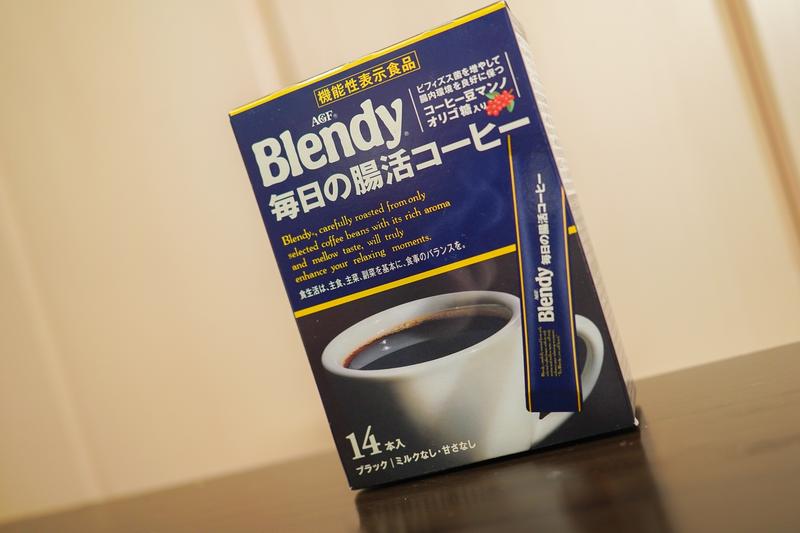 機能性表示食品
AGF®
Blendy®
毎日の腸活コーヒー
ビフィズス菌を増やして
腸内環境を良好に保つ
コーヒー豆マンノ
オリゴ糖入り
Blendy®, carefully roasted from only
selected coffee beans with its rich aroma
and mellow taste, will truly
enhance your relaxing moments.
食生活は、主食、主菜、副菜を基本に、食事のバランスを。
AGF
Blendy 毎日の腸活コーヒー
14本入
ブラック|ミルクなし・甘さなし